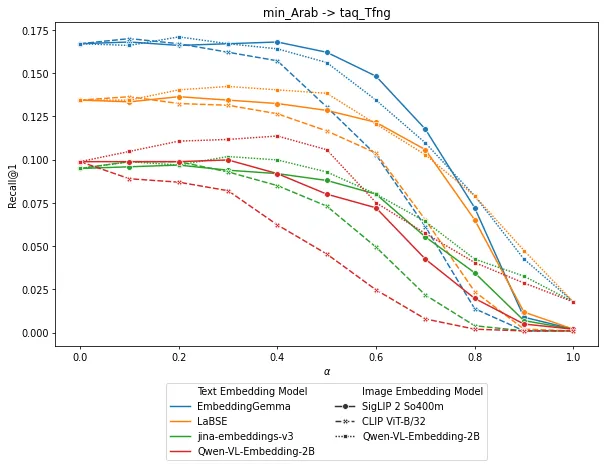 min_Arab -> taq_Tfng
0.175
0.150
0.125
0.100
0.075
0.050
0.025
0.000
Recall@1
0.0 0.2 0.4 0.6 0.8 1.0
α
Text Embedding Model Image Embedding Model
EmbeddingGemma SigLIP 2 So400m
LaBSE CLIP ViT-B/32
jina-embeddings-v3 Qwen-VL-Embedding-2B
Qwen-VL-Embedding-2B